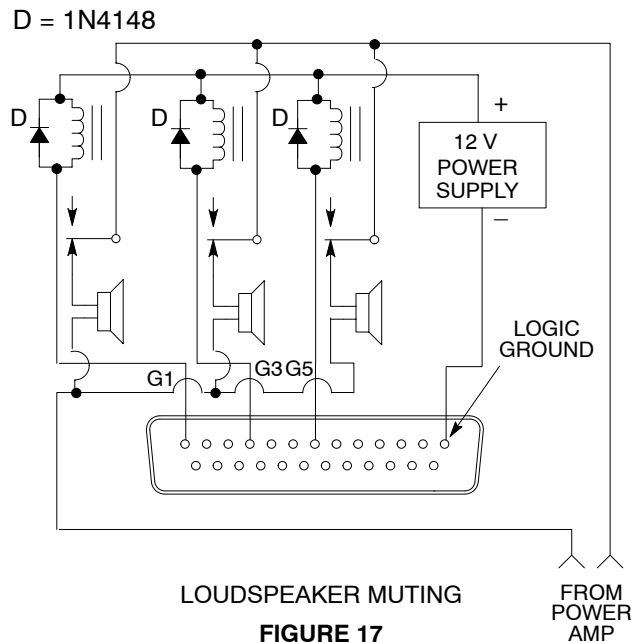 D = 1N4148
D
D
D
+
12 V
POWER
SUPPLY
–
LOGIC
GROUND
G1
G3
G5
LOUDSPEAKER MUTING
FIGURE 17
FROM
POWER
AMP